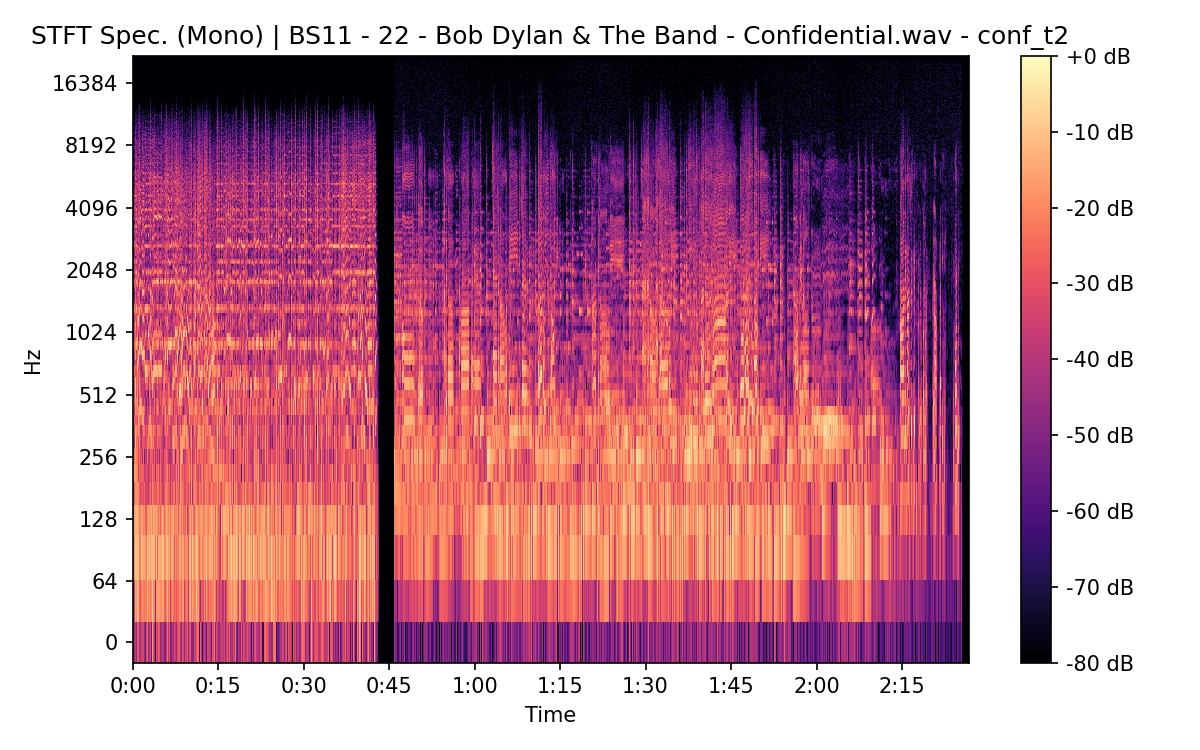 STFT Spec. (Mono) | BS11 - 22 - Bob Dylan & The Band - Confidential.wav - conf_t2
16384
8192
4096
2048
1024
512
256
128
64
0
Hz
0:00
0:15
0:30
0:45
1:00
1:15
1:30
1:45
2:00
2:15
Time
+0 dB
-10 dB
-20 dB
-30 dB
-40 dB
-50 dB
-60 dB
-70 dB
-80 dB